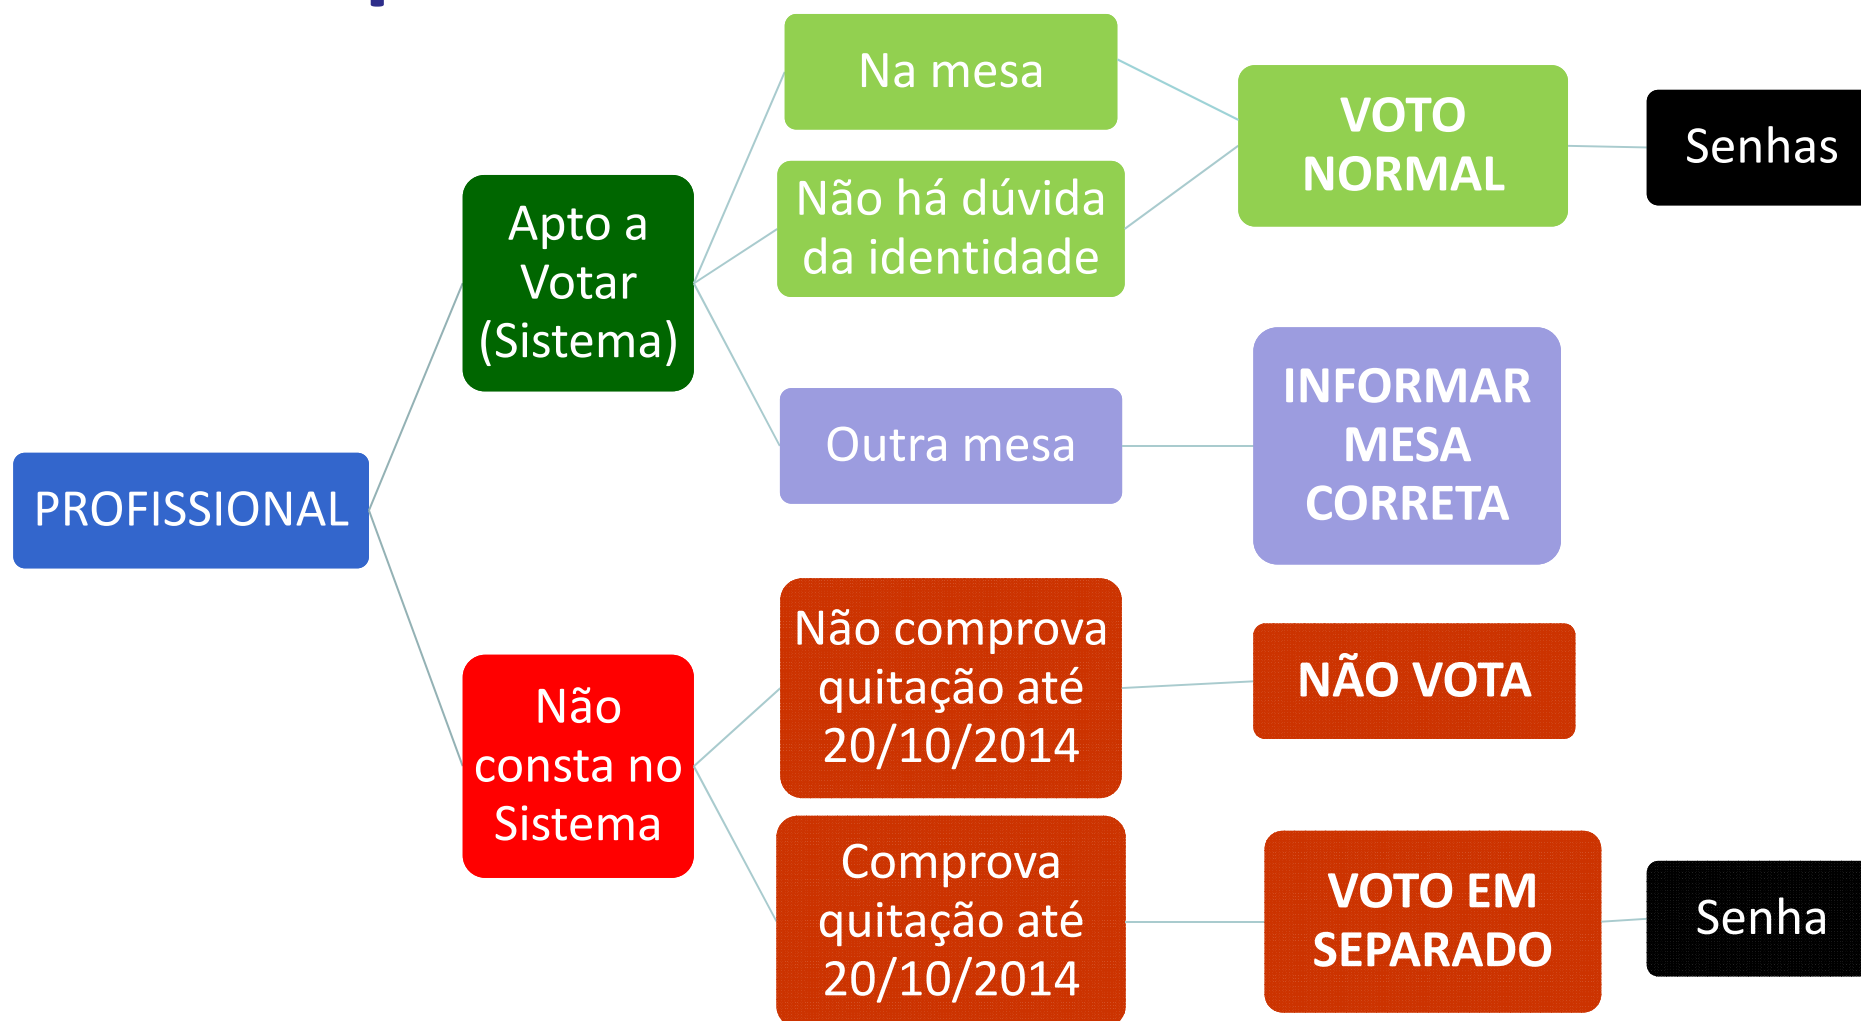 PROFISSIONAL
Apto a
Votar
(Sistema)
Não
consta no
Sistema
Na mesa
Não há dúvida
da identidade
Outra mesa
Não comprova
quitação até
20/10/2014
Comprova
quitação até
20/10/2014
VOTO
NORMAL
INFORMAR
MESA
CORRETA
NÃO VOTA
VOTO EM
SEPARADO
Senhas
Senha